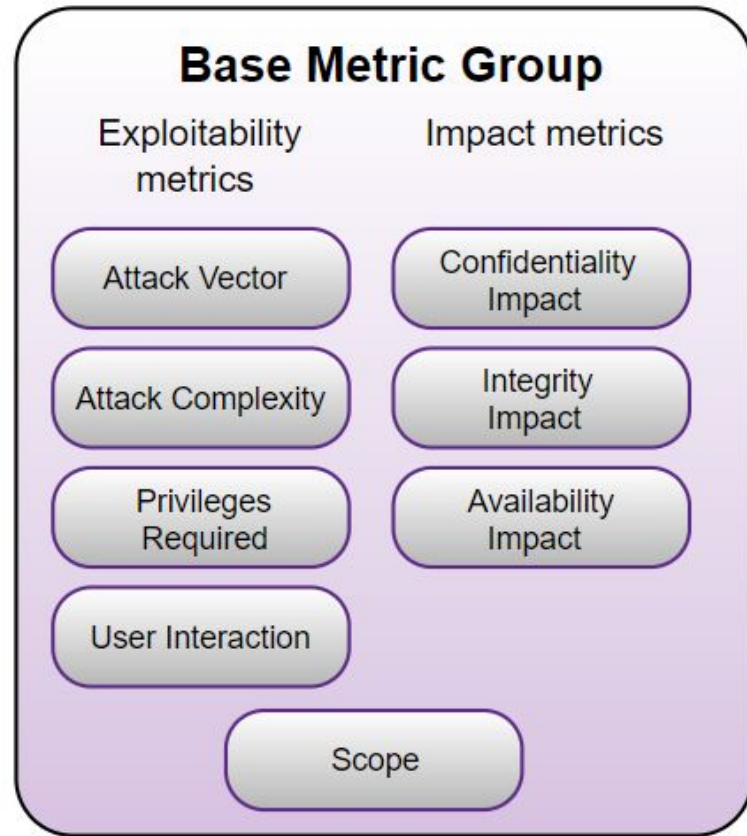 Base Metric Group
Exploitability
metrics
Impact metrics
Attack Vector
Attack Complexity
Privileges
Required
User Interaction
Confidentiality
Impact
Integrity
Impact
Availability
Impact
Scope